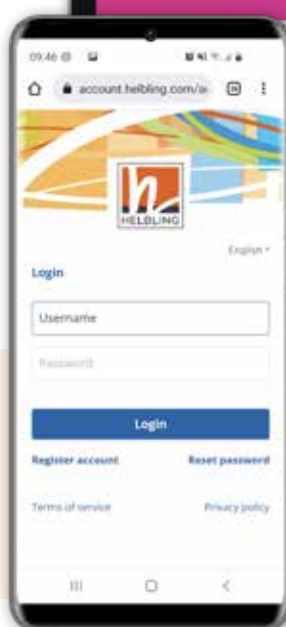 09.46
account.helbling.com/a
h
HELBLING
English
Login
Username
Password
Login
Register account
Reset password
Terms of service
Privacy policy